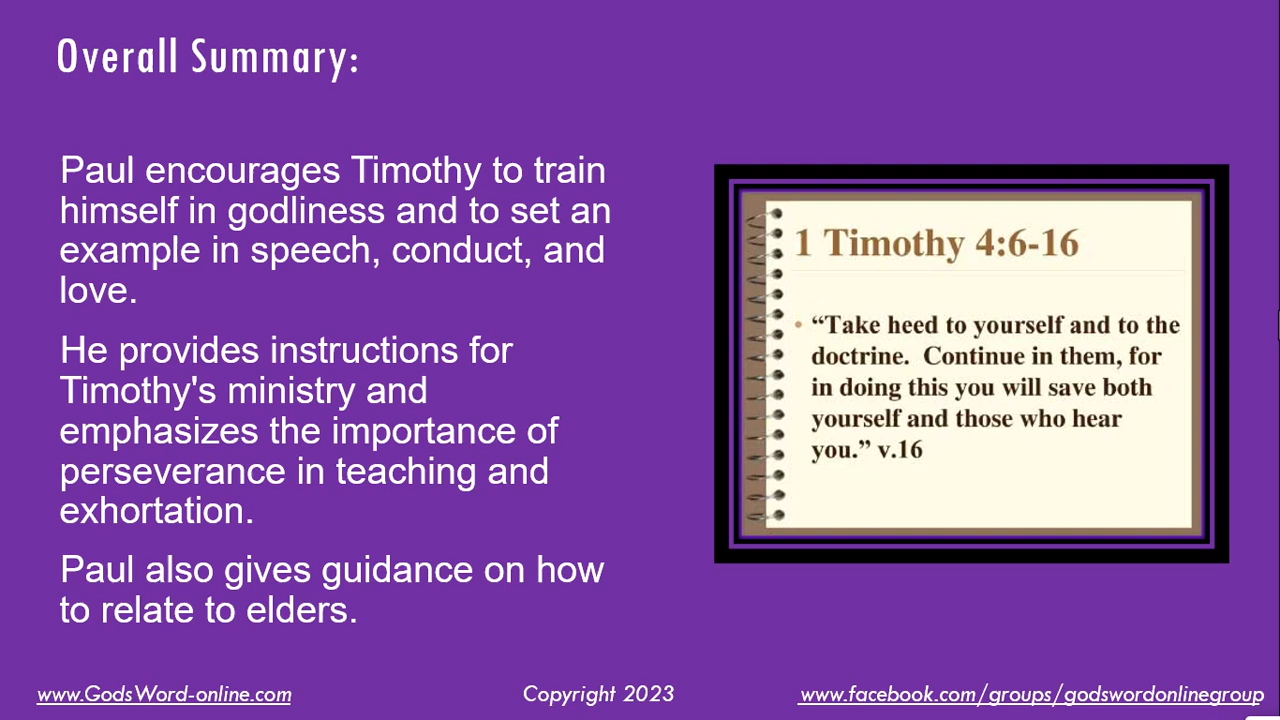 Overall Summary:
Paul encourages Timothy to train
himself in godliness and to set an
example in speech, conduct, and
love.
He provides instructions for
Timothy's ministry and
emphasizes the importance of
perseverance in teaching and
exhortation.
Paul also gives guidance on how
to relate to elders.
1 Timothy 4:6-16
• “Take heed to yourself and to the
doctrine.  Continue in them, for
in doing this you will save both
yourself and those who hear
you.” v.16
www.GodsWord-online.com
Copyright 2023
www.facebook.com/groups/godswordonlinegroup